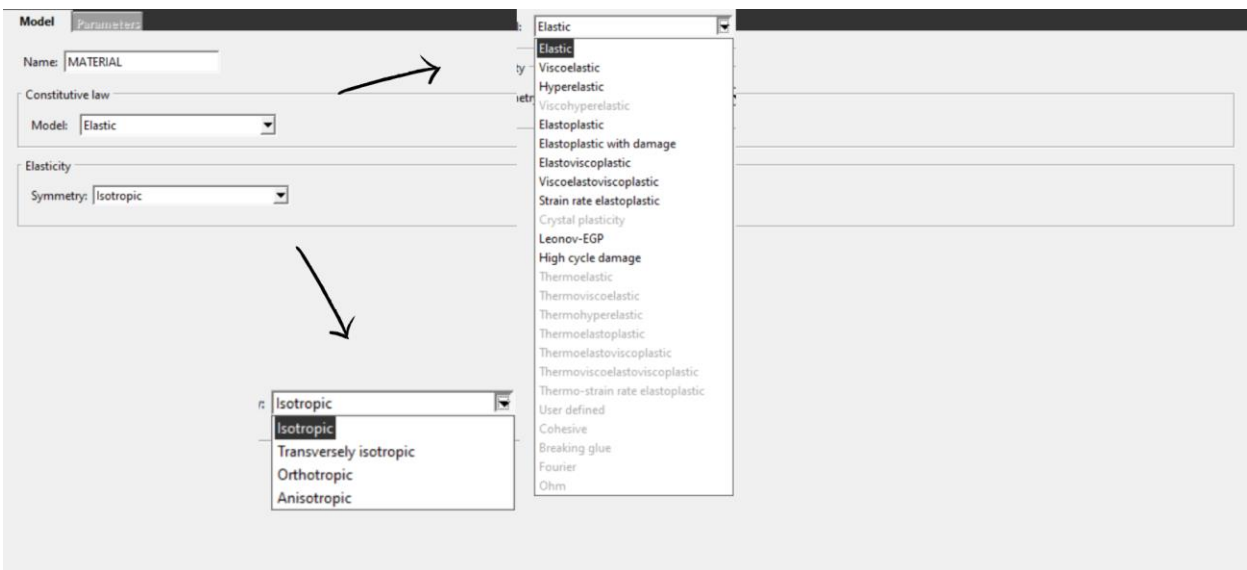 Model Parameters
Name: MATERIAL
Constitutive law
Model: Elastic
Elasticity
Symmetry: Isotropic
Elastic
Elastic
Viscoelastic
Hyperelastic
Viscohyperelastic
Elastoplastic
Elastoplastic with damage
Elastoviscoplastic
Viscoelastoviscoplastic
Strain rate elastoplastic
Crystal plasticity
Leonov-EGP
High cycle damage
Thermoelastic
Thermoviscoelastic
Thermohyperelastic
Thermoelastoplastic
Thermoelastoviscoplastic
Thermoviscoelastoviscoplastic
Thermo-strain rate elastoplastic
User defined
Cohesive
Breaking glue
Fourier
Ohm
Isotropic
Isotropic
Transversely isotropic
Orthotropic
Anisotropic